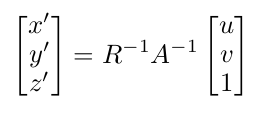 [x′ y′ z′] = R⁻¹A⁻¹ [u v 1]